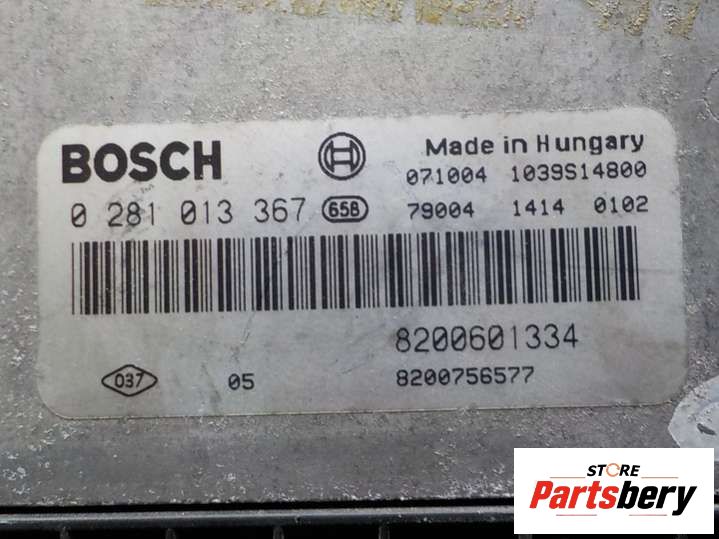 BOSCH
Made in Hungary
071004 1039S14800
0 281 013 367 658 79004 1414 0102
8200601334
037 05 8200756577
STORE
Partsbery